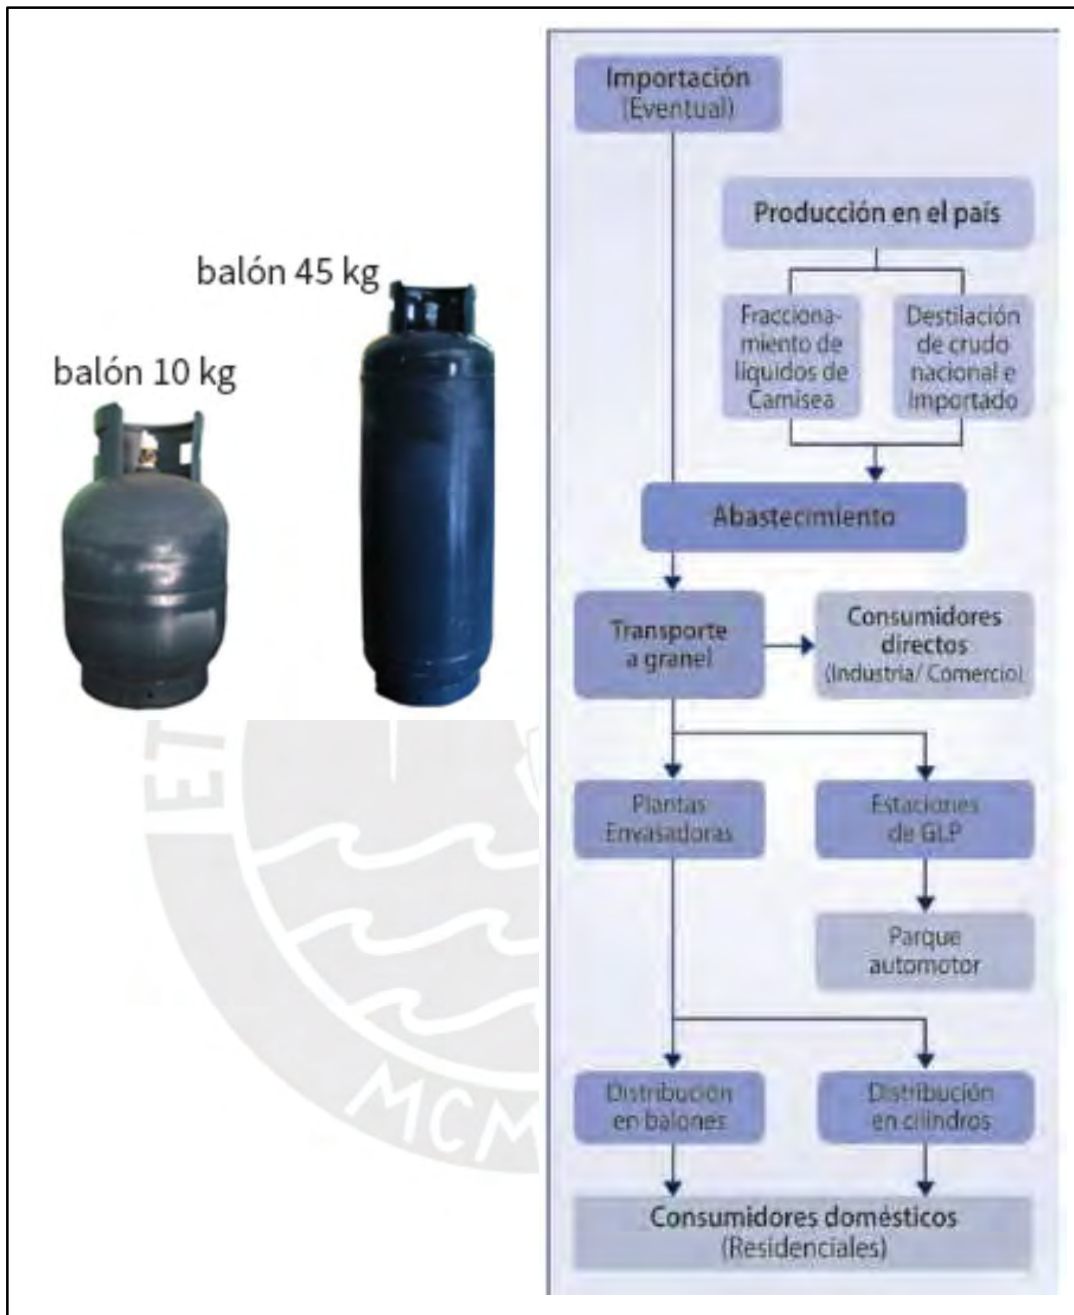 balón 45 kg
balón 10 kg
Importación
(Eventual)
Producción en el país
Fracciona-
miento de
líquidos de
Camisea
Destilación
de crudo
nacional e
Importado
Abastecimiento
Transporte
a granel
Consumidores
directos
(Industria/ Comercio)
Plantas
Envasadoras
Estaciones
de GLP
Parque
automotor
Distribución
en balones
Distribución
en cilindros
Consumidores domésticos
(Residenciales)
ET
MCM